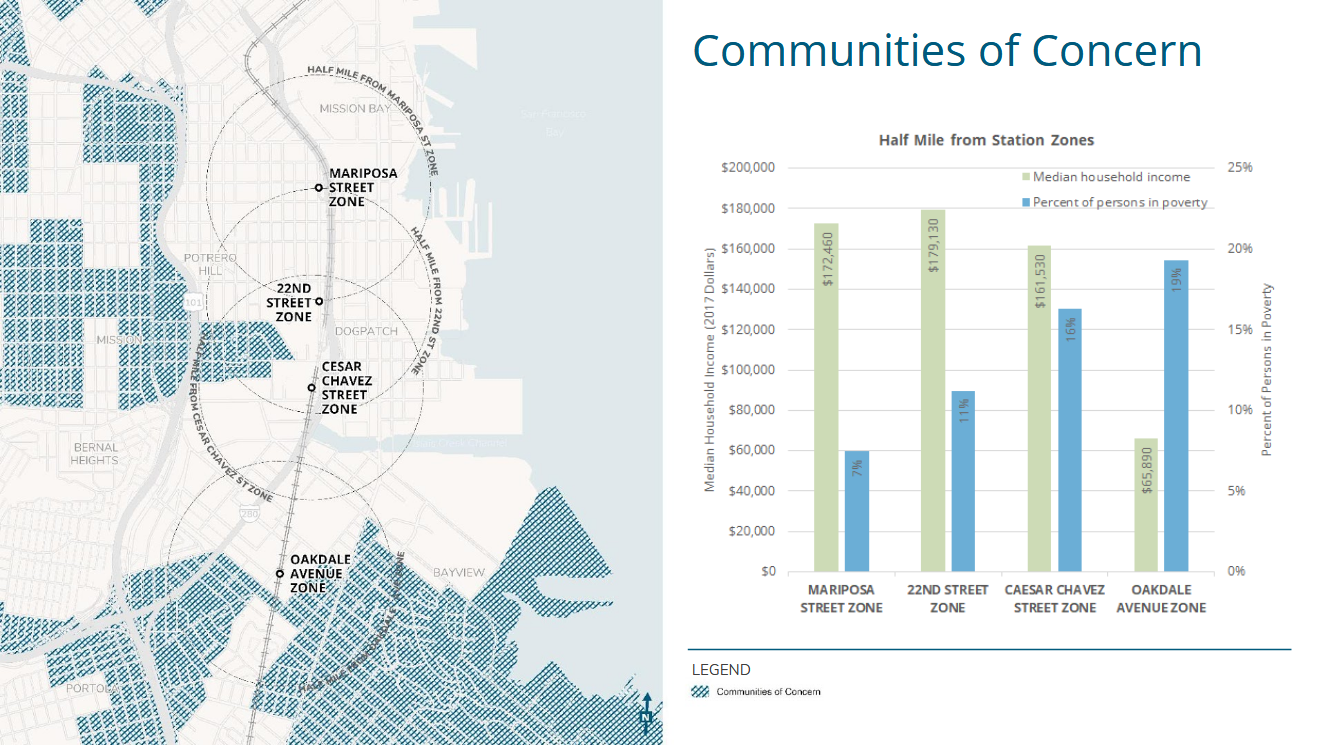 Communities of Concern
HALF MILE FROM MARIPOSA ST ZONE
MISSION BAY
San Francisco
Bay
MARIPOSA
STREET
ZONE
HALF MILE FROM 22ND ST ZONE
POTRERO
HILL
22ND
STREET
ZONE
101
DOGPATCH
MISSION
HALF MILE FROM CESAR CHAVEZ ST ZONE
CESAR
CHAVEZ
STREET
ZONE
Islais Creek Channel
BERNAL
HEIGHTS
280
OAKDALE
AVENUE
ZONE
BAYVIEW
PORTOLA
N
Half Mile from Station Zones
Median household income
Percent of persons in poverty
Median Household Income (2017 Dollars)
$200,000
$180,000
$160,000
$140,000
$120,000
$100,000
$80,000
$60,000
$40,000
$20,000
$0
$172,460
7%
$179,130
11%
$161,530
16%
$65,890
19%
25%
20%
15%
10%
5%
0%
Percent of Persons in Poverty
MARIPOSA
STREET ZONE
22ND STREET
ZONE
CAESAR CHAVEZ
STREET ZONE
OAKDALE
AVENUE ZONE
LEGEND
Communities of Concern